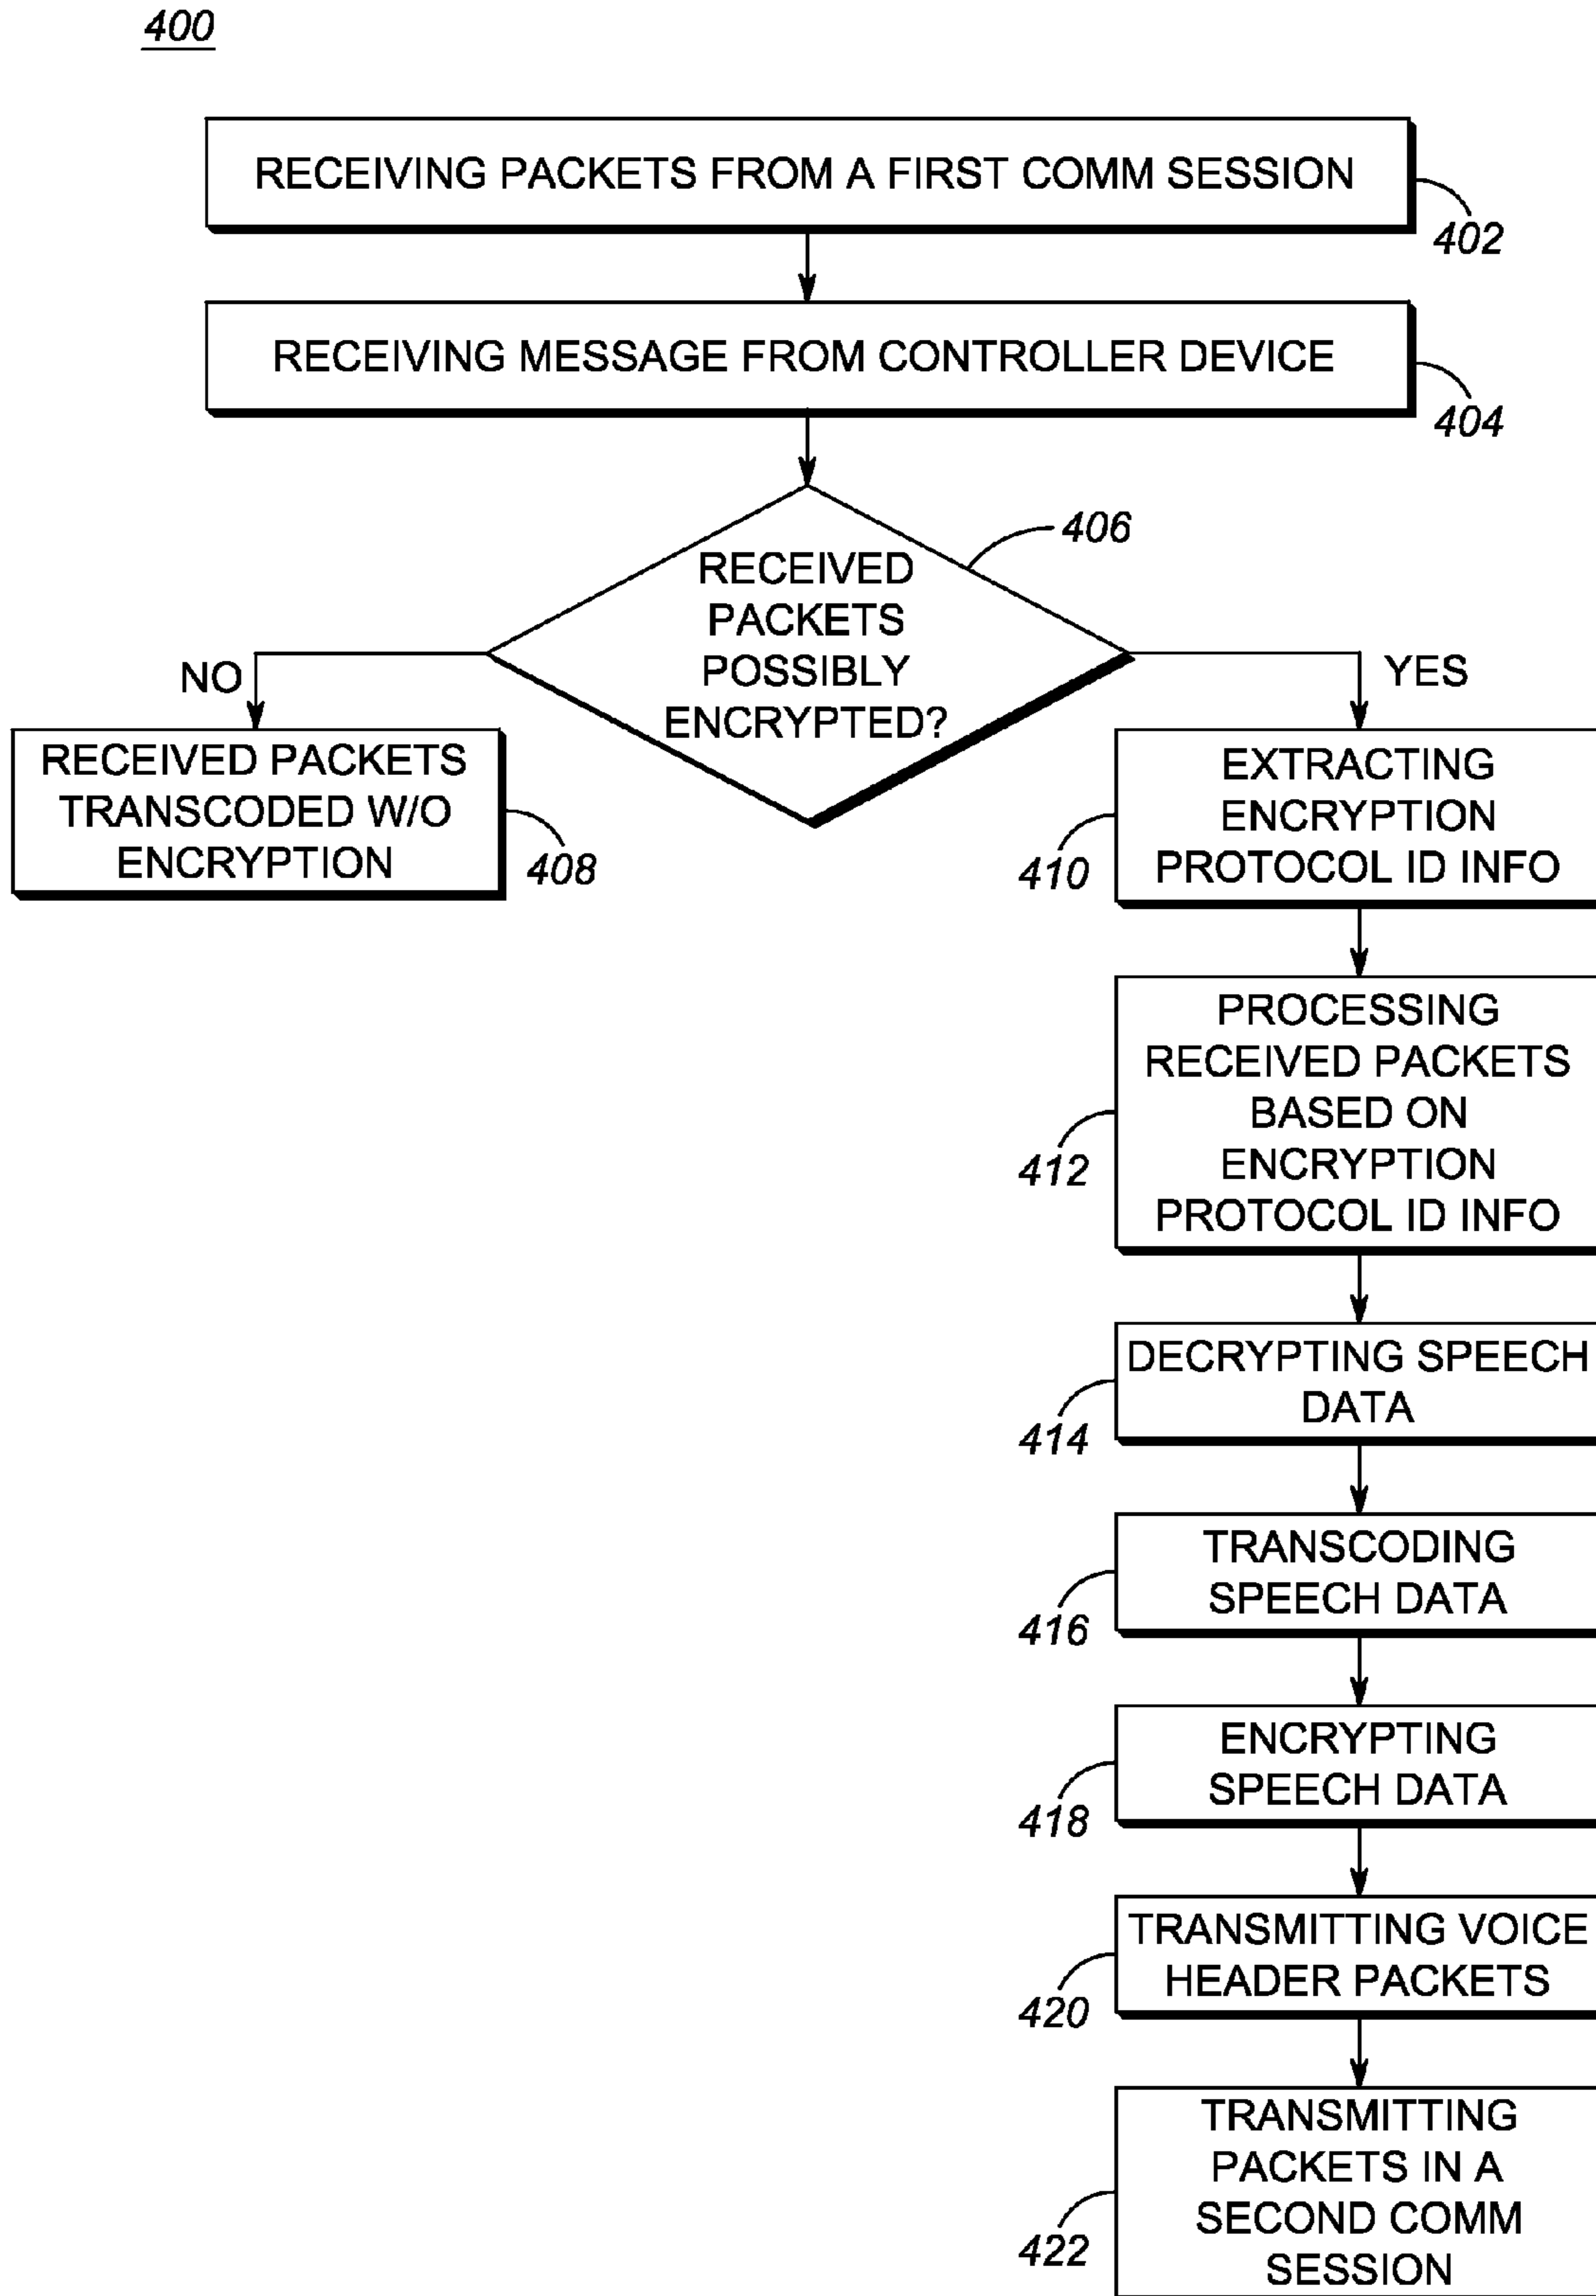 400
RECEIVING PACKETS FROM A FIRST COMM SESSION
402
RECEIVING MESSAGE FROM CONTROLLER DEVICE
404
406
RECEIVED
PACKETS
POSSIBLY
ENCRYPTED?
NO
YES
RECEIVED PACKETS
TRANSCODED W/O
ENCRYPTION
408
EXTRACTING
ENCRYPTION
PROTOCOL ID INFO
410
PROCESSING
RECEIVED PACKETS
BASED ON
ENCRYPTION
PROTOCOL ID INFO
412
DECRYPTING SPEECH
DATA
414
TRANSCODING
SPEECH DATA
416
ENCRYPTING
SPEECH DATA
418
TRANSMITTING VOICE
HEADER PACKETS
420
TRANSMITTING
PACKETS IN A
SECOND COMM
SESSION
422